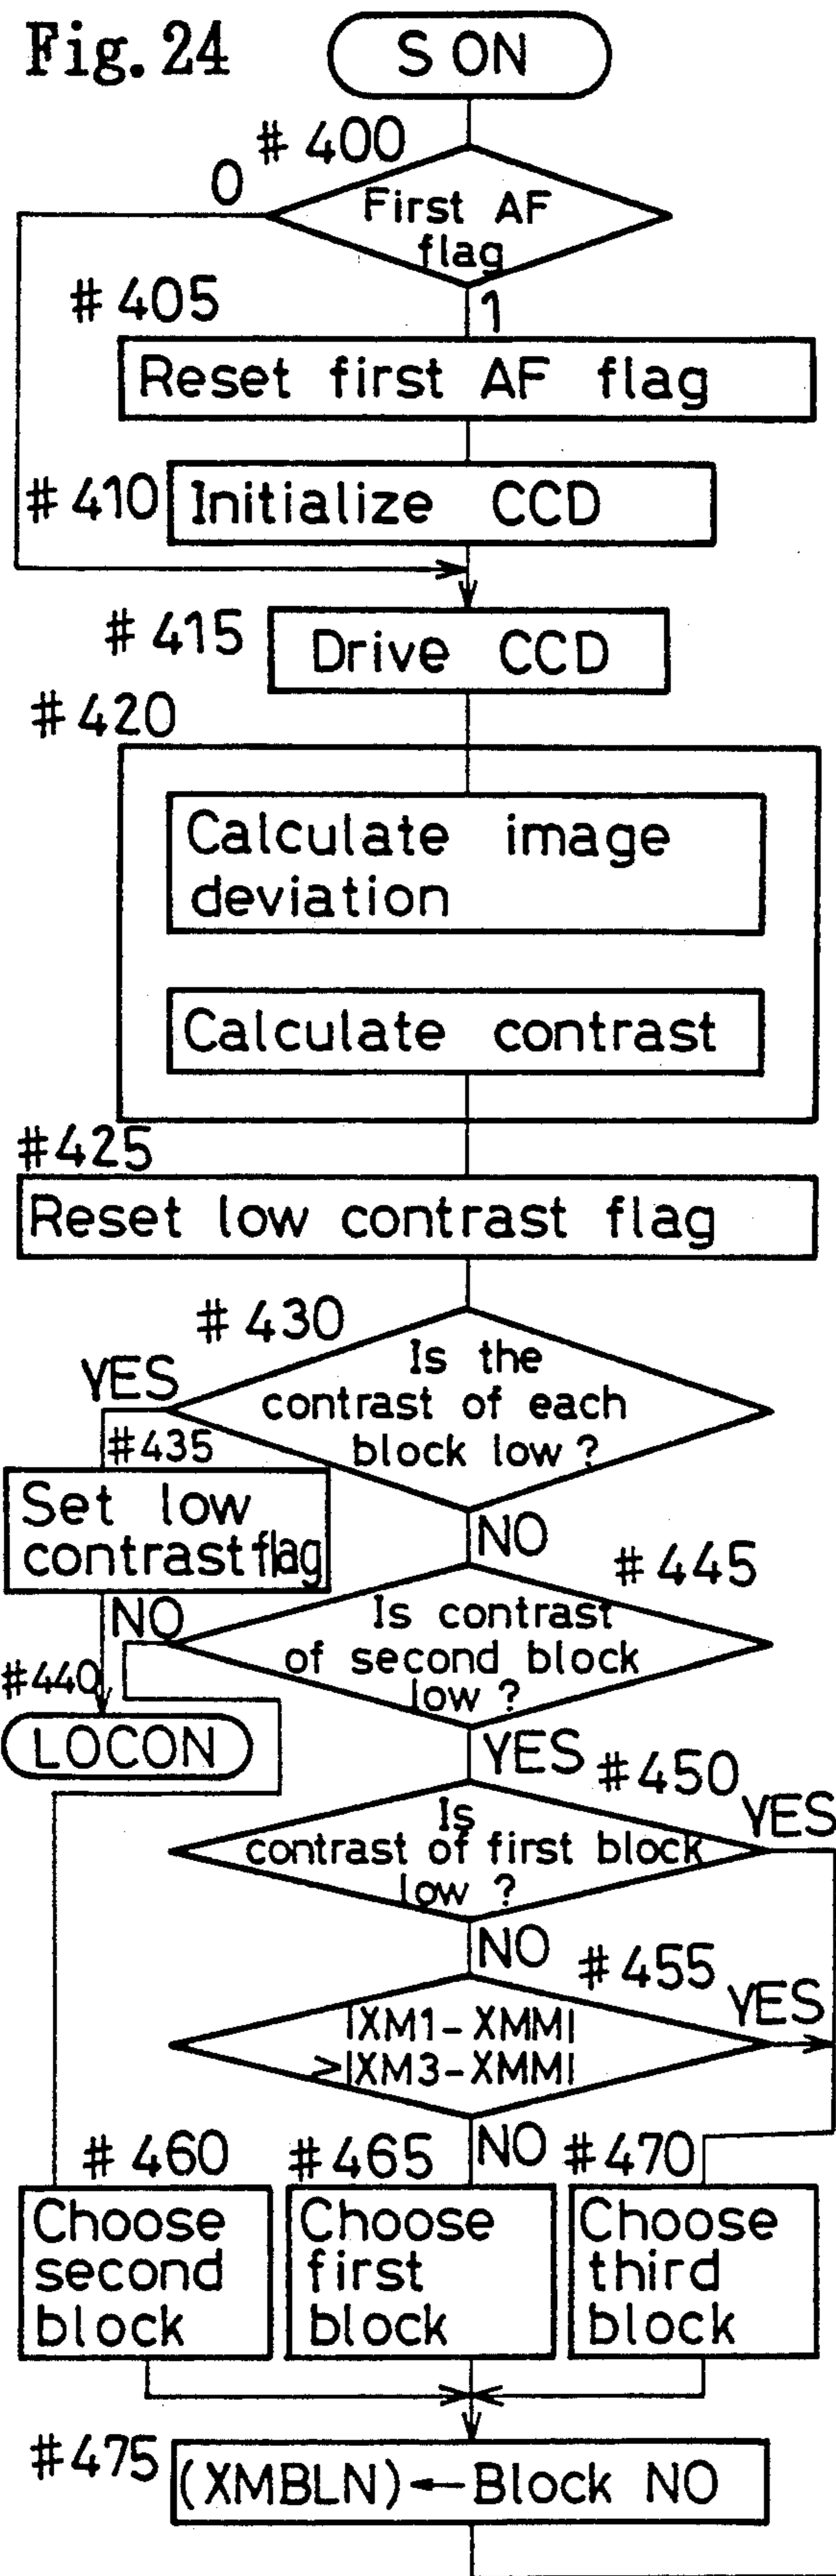 Fig. 24
S ON
# 400
0
First AF
flag
1
# 405
Reset first AF flag
# 410
Initialize CCD
# 415
Drive CCD
# 420
Calculate image
deviation
Calculate contrast
#425
Reset low contrast flag
# 430
Is the
contrast of each
block low ?
YES
#435
Set low
contrast flag
NO
# 445
NO
Is contrast
of second block
low ?
#440
LOCON
YES
#450
Is
contrast of first block
low ?
YES
NO
# 455
|XM1-XMM|
>|XM3-XMM|
YES
NO
# 460
Choose
second
block
# 465
Choose
first
block
# 470
Choose
third
block
# 475
(XMBLN)←Block NO